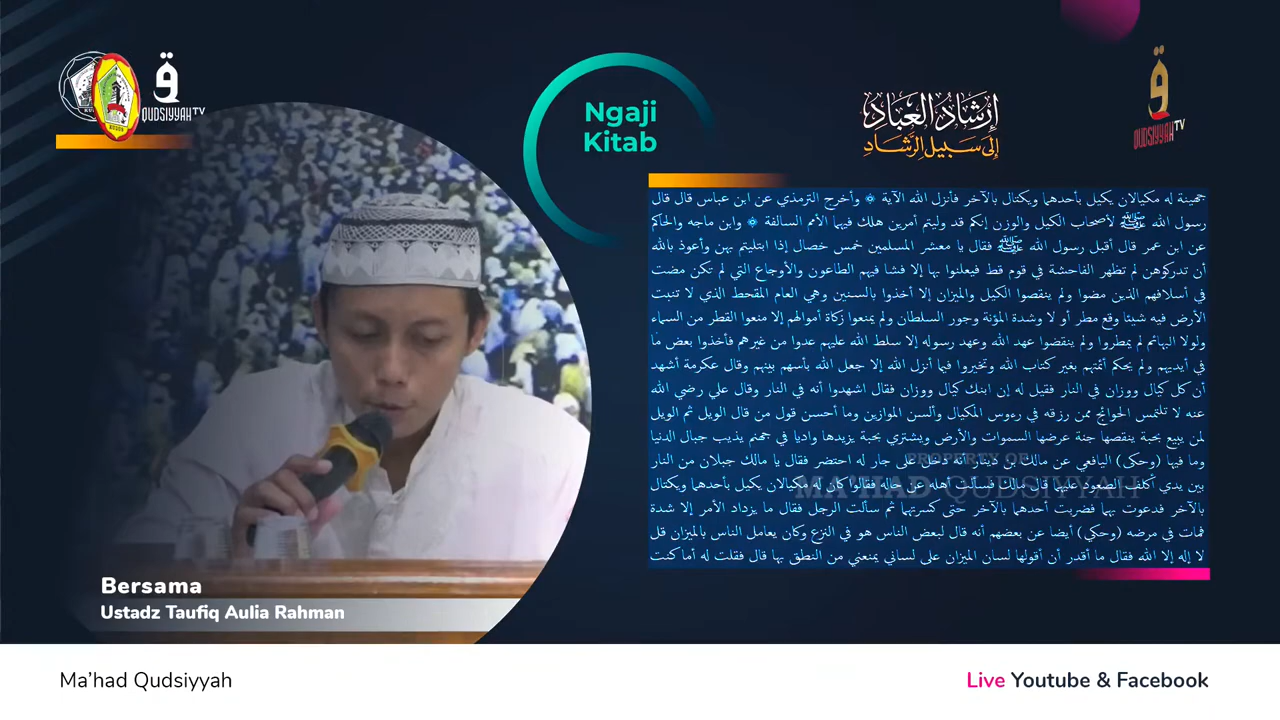 QUDSIYYAHTV
Ngaji
Kitab
إرشاد العباد
إلى سبيل الرشاد
QUDSIYYAHTV
جهينة له مكيالان يكيل بأحدهما ويكتال بالآخر فأنزل الله الآية ۞ وأخرج الترمذي عن ابن عباس قال قال
رسول الله ﷺ لأصحاب الكيل والوزن إنكم قد وليتم أمرين هلك فيهما الأمم السالفة ۞ وابن ماجه والحاكم
عن ابن عمر قال أقبل رسول الله ﷺ فقال يا معشر المسلمين خمس خصال إذا ابتليتم بهن وأعوذ بالله
أن تدركوهن لم تظهر الفاحشة في قوم قط فيعلنوا بها إلا فشا فيهم الطاعون والأوجاع التي لم تكن مضت
في أسلافهم الذين مضوا ولم ينقصوا الكيل والميزان إلا أخذوا بالسنين وهي العام المقحط الذي لا تنبت
الأرض فيه شيئا وقع مطر أو لا وشدة المؤنة وجور السلطان ولم يمنعوا زكاة أموالهم إلا منعوا القطر من السماء
ولولا البهائم لم يمطروا ولم ينقضوا عهد الله وعهد رسوله إلا سلط الله عليهم عدوا من غيرهم فأخذوا بعض ما
في أيديهم ولم يحكم أئمتهم بغير كتاب الله وتخيروا فيما أنزل الله إلا جعل الله بأسهم بينهم وقال عكرمة أشهد
أن كل كيال ووزان في النار فقيل له إن ابنك كيال ووزان فقال اشهدوا أنه في النار وقال علي رضي الله
عنه لا تلتمس الحوائج ممن رزقه في رءوس المكيال وألسن الموازين وما أحسن قول من قال الويل ثم الويل
لمن يبيع بحبة ينقصها جنة عرضها السموات والأرض ويشتري بحبة يزيدها واديا في جهنم يذيب جبال الدنيا
وما فيها (وحكى) اليافعي عن مالك بن دينار أنه دخل على جار له احتضر فقال يا مالك جبلان من النار
بين يدي أكلف الصعود عليها قال مالك فسألت أهله عن حاله فقالوا كان له مكيالان يكيل بأحدهما ويكتال
بالآخر فدعوت بهما فضربت أحدهما بالآخر حتى كسرتهما ثم سألت الرجل فقال ما يزداد الأمر إلا شدة
فمات في مرضه (وحكي) أيضا عن بعضهم أنه قال لبعض الناس هو في النزع وكان يعامل الناس بالميزان قل
لا إله إلا الله فقال ما أقدر أن أقولها لسان الميزان على لساني يمنعني من النطق بها قال فقلت له أما كنت
PROPERTY OF
MA'HAD QUDSIYYAH
Bersama
Ustadz Taufiq Aulia Rahman
Ma'had Qudsiyyah
Live Youtube & Facebook